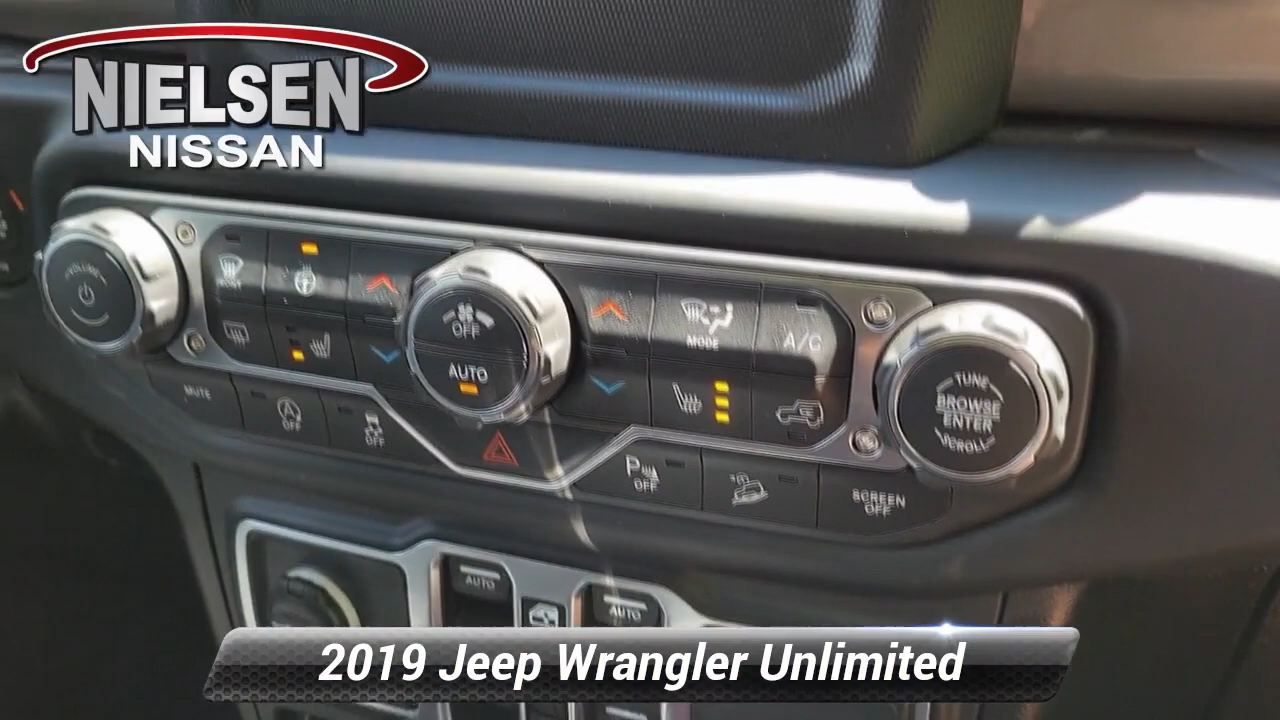 NIELSEN
NISSAN
VOLUME
FRONT
OFF
AUTO
MODE
A/C
TUNE
BROWSE
ENTER
SCROLL
MUTE
A
OFF
OFF
P
OFF
SCREEN
OFF
AUTO
AUTO
2019 Jeep Wrangler Unlimited